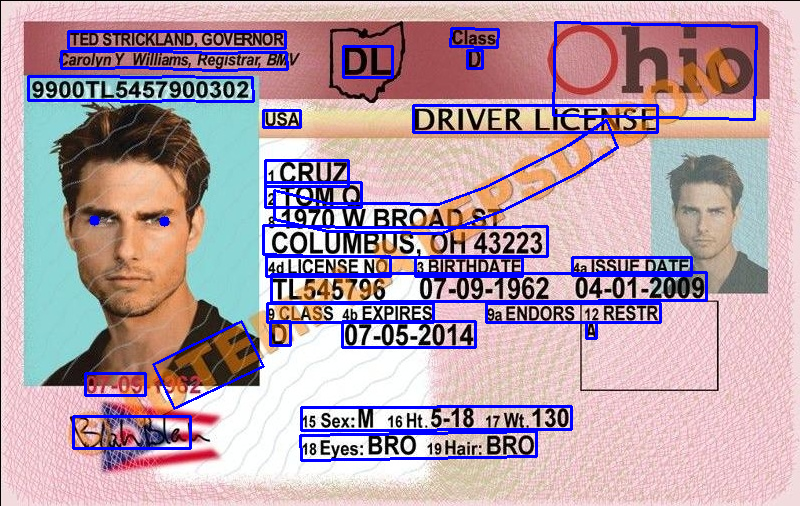 TED STRICKLAND, GOVERNOR
Carolyn Y Williams, Registrar, BMV
DL
Class
D
Ohio
9900TL5457900302
USA
DRIVER LICENSE
1 CRUZ
2 TOM Q
8 1970 W BROAD ST
COLUMBUS, OH 43223
4d LICENSE NO 3 BIRTHDATE 4a ISSUE DATE
TL545796 07-09-1962 04-01-2009
9 CLASS 4b EXPIRES 9a ENDORS 12 RESTR
D 07-05-2014 A
07-09-1962
BlahBlah
15 Sex: M 16 Ht. 5-18 17 Wt. 130
18 Eyes: BRO 19 Hair: BRO